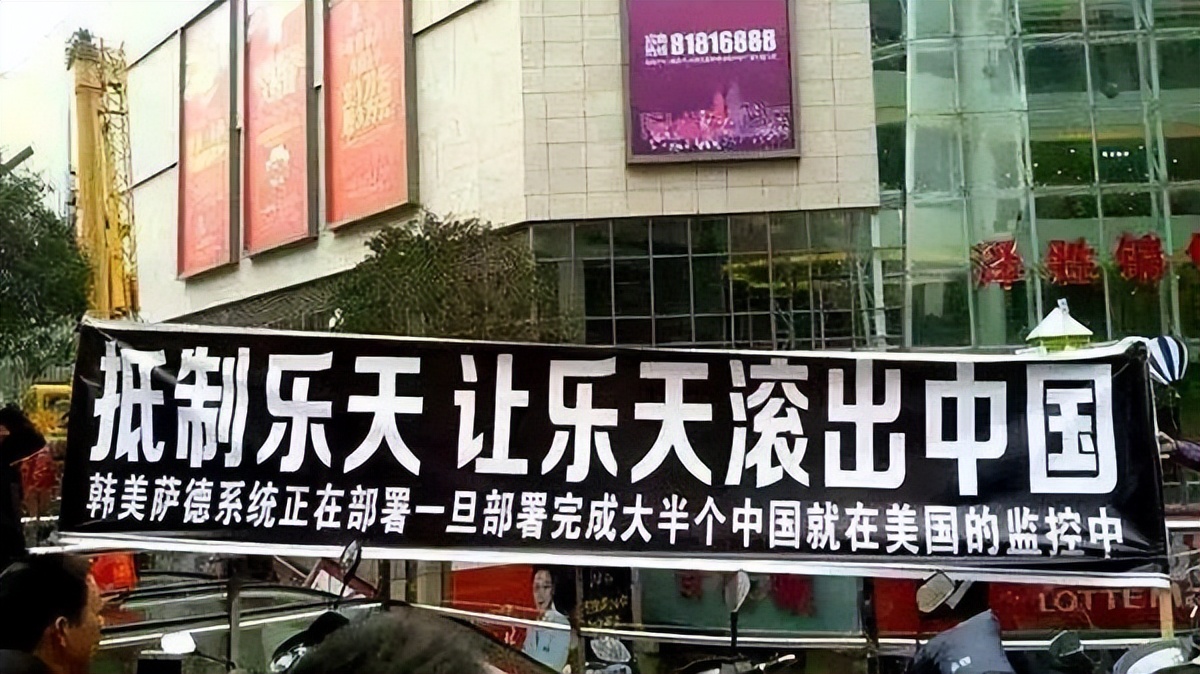 81816888
抵制乐天 让乐天滚出中国
韩美萨德系统正在部署一旦部署完成大半个中国就在美国的监控中
LOTTE